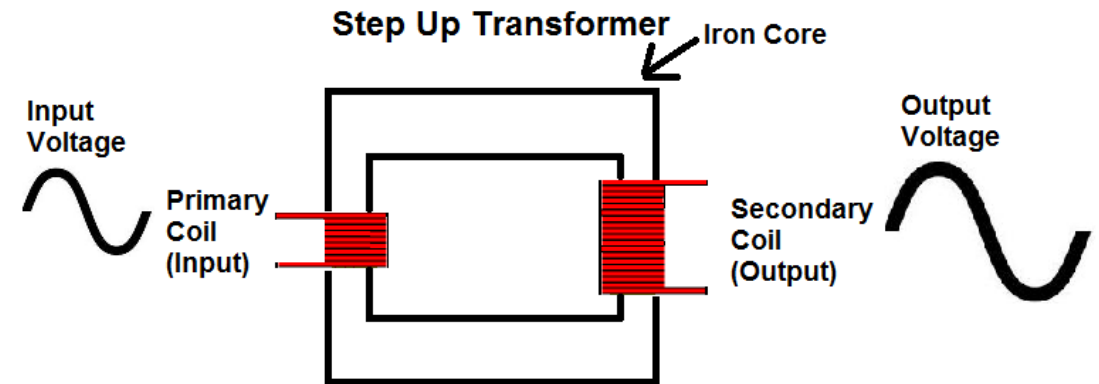 Step Up Transformer
Iron Core
Input
Voltage
Output
Voltage
Primary
Coil
(Input)
Secondary
Coil
(Output)